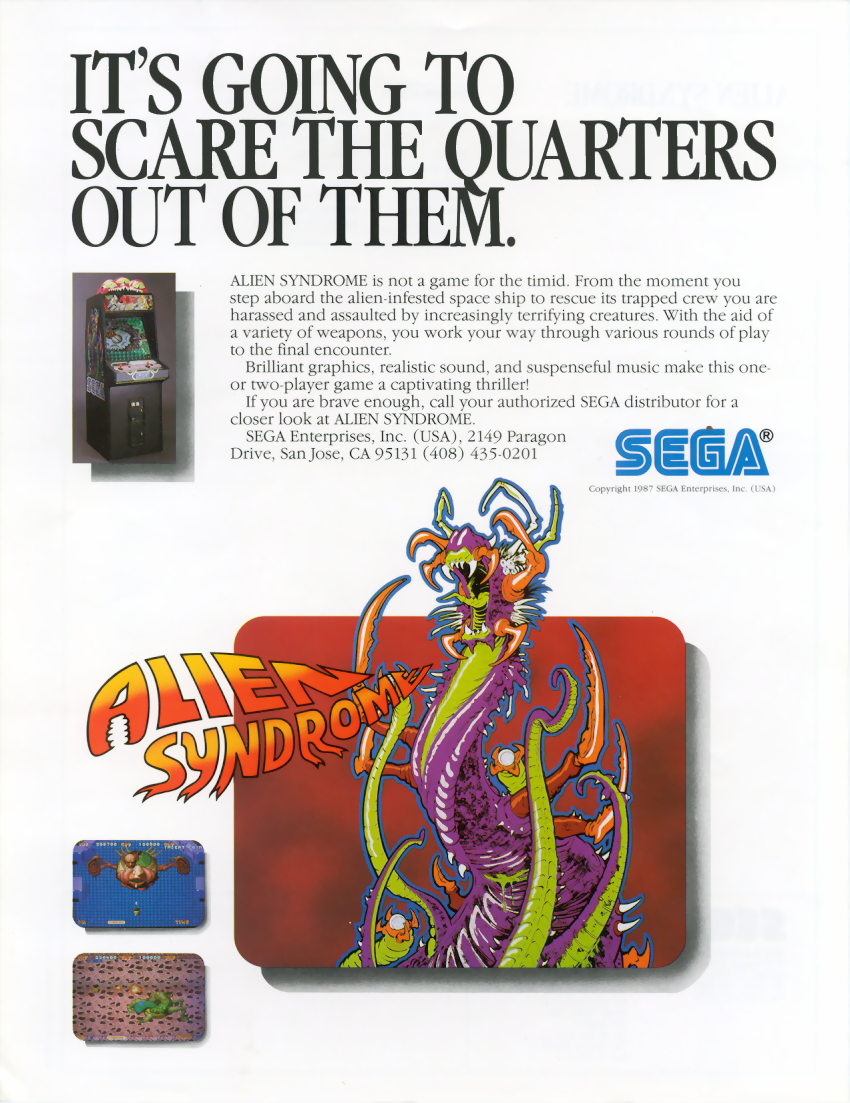 IT'S GOING TO
SCARE THE QUARTERS
OUT OF THEM.
ALIEN SYNDROME is not a game for the timid. From the moment you
step aboard the alien-infested space ship to rescue its trapped crew you are
harassed and assaulted by increasingly terrifying creatures. With the aid of
a variety of weapons, you work your way through various rounds of play
to the final encounter.
Brilliant graphics, realistic sound, and suspenseful music make this one-
or two-player game a captivating thriller!
If you are brave enough, call your authorized SEGA distributor for a
closer look at ALIEN SYNDROME.
SEGA Enterprises, Inc. (USA), 2149 Paragon
Drive, San Jose, CA 95131 (408) 435-0201
SEGA®
Copyright 1987 SEGA Enterprises, Inc. (USA)
ALIEN
SYNDROME